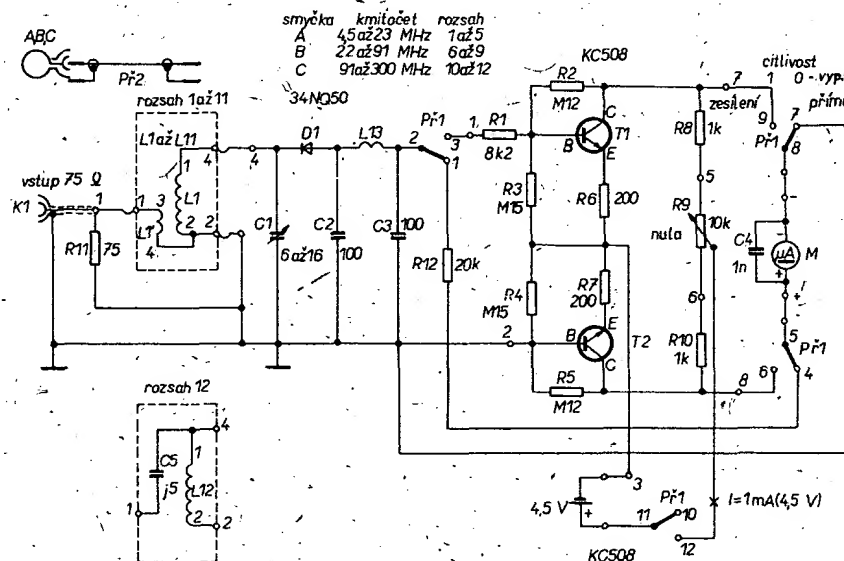 smyčka kmitočet rozsah
A 4,5až23 MHz 1až5
B 22až91 MHz 6až9
C 91až300 MHz 10až12
A,B,C
Př2
rozsah 1až11
L1až L11
1
4
4
3
L1
L1'
2
2
1
4
vstup 75 Ω
K1
1
R11
75
34NQ50
D1
L13
C1
6až16
C2
100
C3
100
Př1
2
3
1
1
R1
8k2
R12
20k
KC508
R2
M12
C
B
T1
E
R3
M15
R6
200
R4
M15
R7
200
2
B
E
T2
C
R5
M12
7
zesílení
R8
1k
5
R9
10k
nula
6
R10
1k
8
citlivost
1 0 - vyp.
přímo
9
7
Př1
8
-
C4
1n
μA
M
+
+
5
Př1
6
4
rozsah 12
4
C5
j5
1
L12
2
1
2
4,5 V
+
3
Př1
11
10
12
KC508
I=1mA(4,5 V)